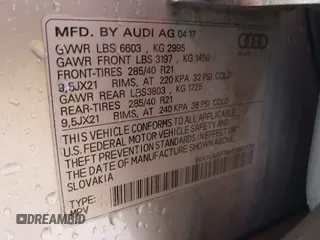 MFD. BY AUDI AG 04 17
GVWR LBS 6603 , KG 2995
GAWR FRONT LBS 3197 , KG 1450
FRONT-TIRES 285/40 R21
9,5JX21 RIMS, AT 220 KPA 32 PSI COLD
GAWR REAR LBS3803 , KG 1725
REAR-TIRES 285/40 R21
9,5JX21 RIMS, AT 240 KPA PSI COLD
THIS VEHICLE CONFORMS TO ALL APPLICABLE
U.S. FEDERAL MOTOR VEHICLE SAFETY AND
THEFT PREVENTION STANDARDS IN EFFECT ON
THE DATE OF MANUFACTURE SHOWN ABOVE.
SLOVAKIA
TYPE:
MPV
DREAMBID